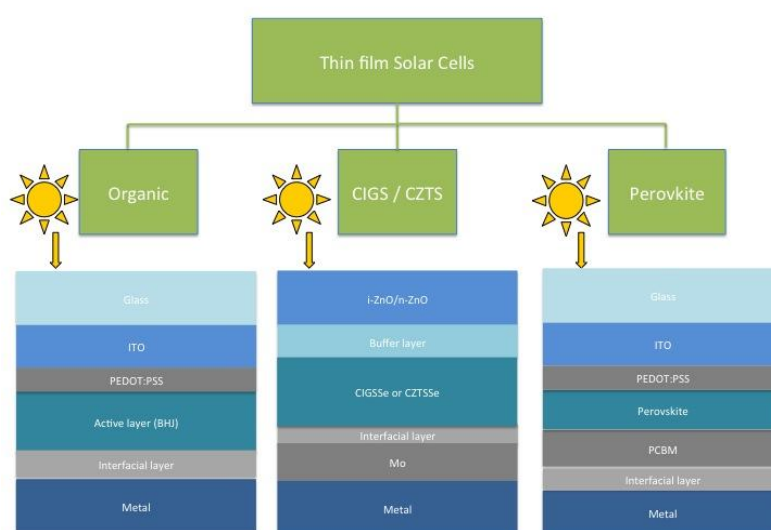 Thin film Solar Cells
Organic
CIGS / CZTS
Perovkite
Glass
ITO
PEDOT:PSS
Active layer (BHJ)
Interfacial layer
Metal
i-ZnO/n-ZnO
Buffer layer
CIGSSe or CZTSSe
Interfacial layer
Mo
Metal
Glass
ITO
PEDOT:PSS
Perovskite
PCBM
Interfacial layer
Metal